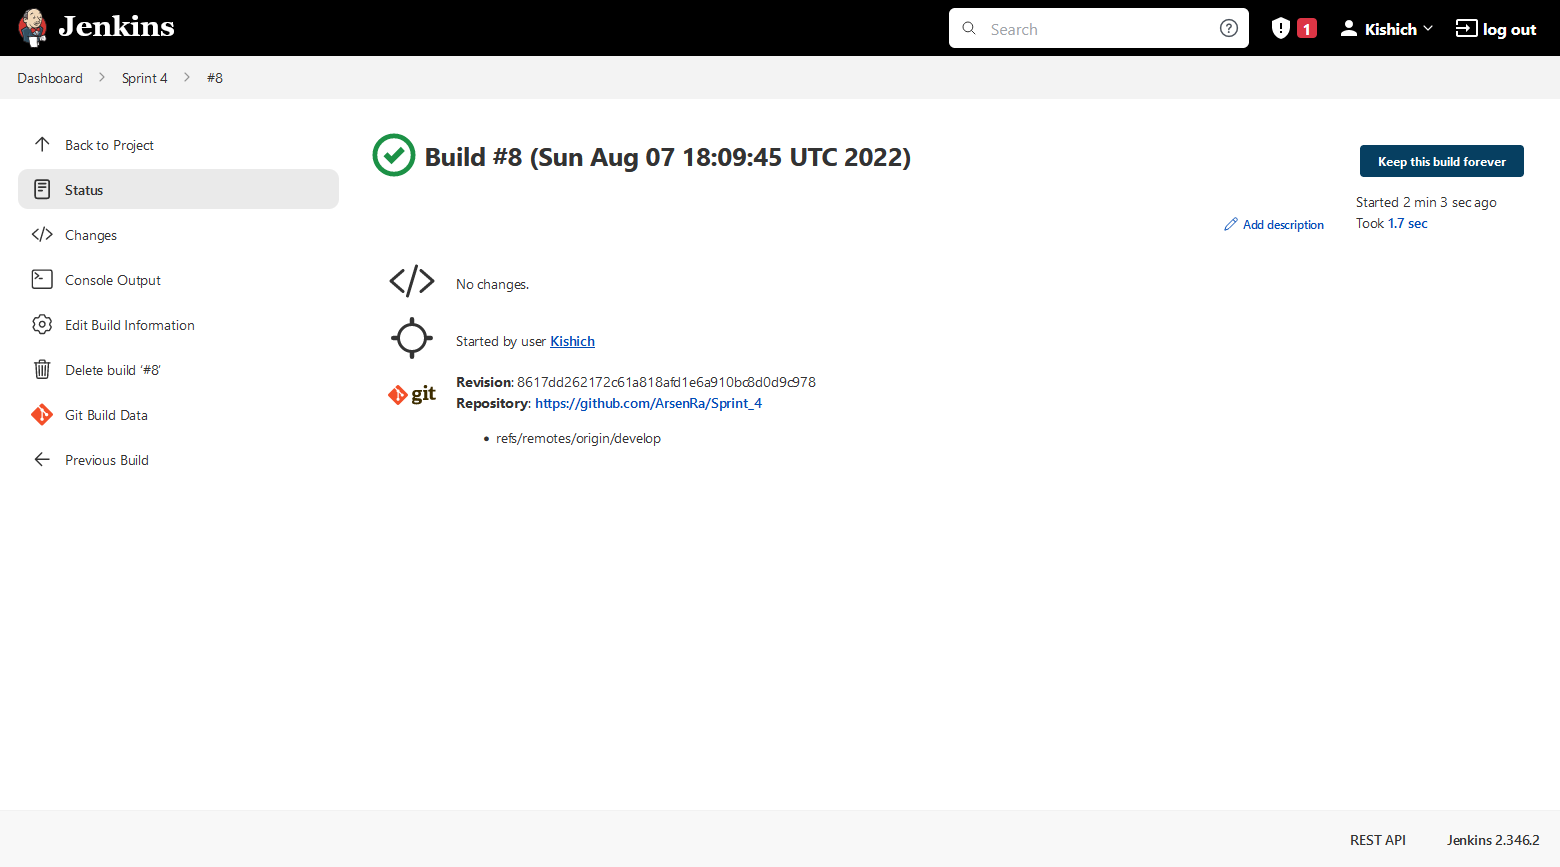 Jenkins
Search
1
Kishich
log out
Dashboard
Sprint 4
#8
Back to Project
Status
Changes
Console Output
Edit Build Information
Delete build ‘#8’
Git Build Data
Previous Build
Build #8 (Sun Aug 07 18:09:45 UTC 2022)
Keep this build forever
Started 2 min 3 sec ago
Took 1.7 sec
Add description
No changes.
Started by user Kishich
git
Revision: 8617dd262172c61a818afd1e6a910bc8d0d9c978
Repository: https://github.com/ArsenRa/Sprint_4
• refs/remotes/origin/develop
REST API
Jenkins 2.346.2